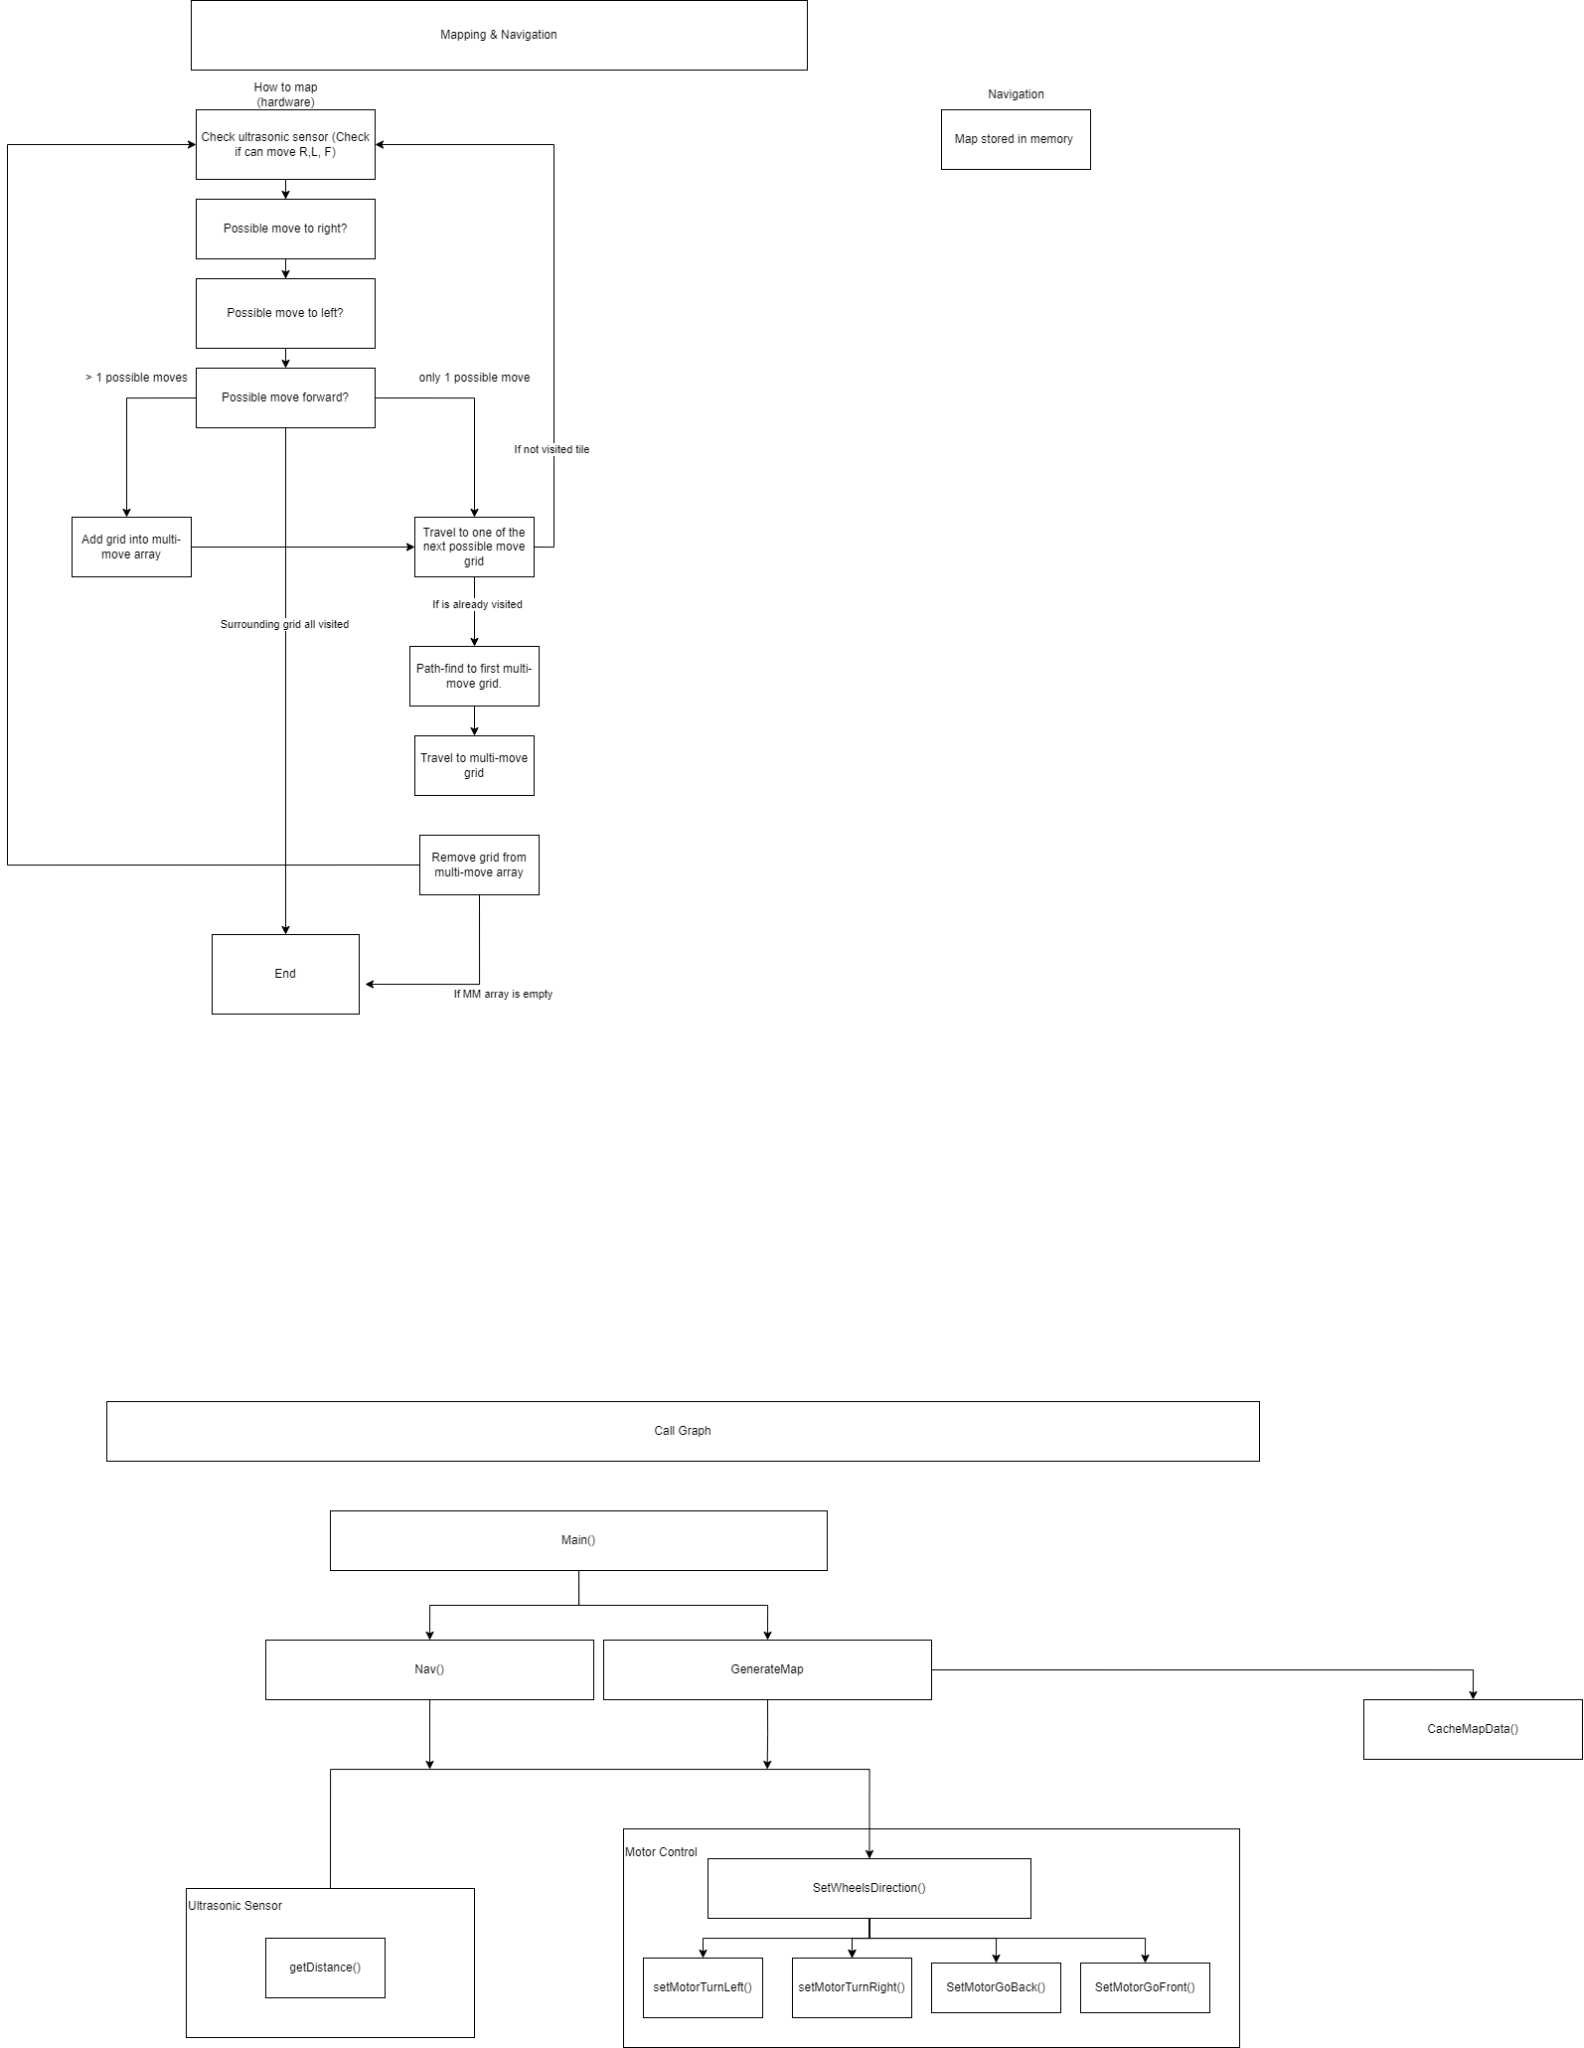 Mapping & Navigation
How to map
(hardware)
Navigation
Check ultrasonic sensor (Check
if can move R,L, F)
Map stored in memory
Possible move to right?
Possible move to left?
> 1 possible moves
only 1 possible move
Possible move forward?
If not visited tile
Add grid into multi-
move array
Travel to one of the
next possible move
grid
If is already visited
Surrounding grid all visited
Path-find to first multi-
move grid.
Travel to multi-move
grid
Remove grid from
multi-move array
End
If MM array is empty
Call Graph
Main()
Nav()
GenerateMap
CacheMapData()
Motor Control
SetWheelsDirection()
Ultrasonic Sensor
getDistance()
setMotorTurnLeft()
setMotorTurnRight()
SetMotorGoBack()
SetMotorGoFront()